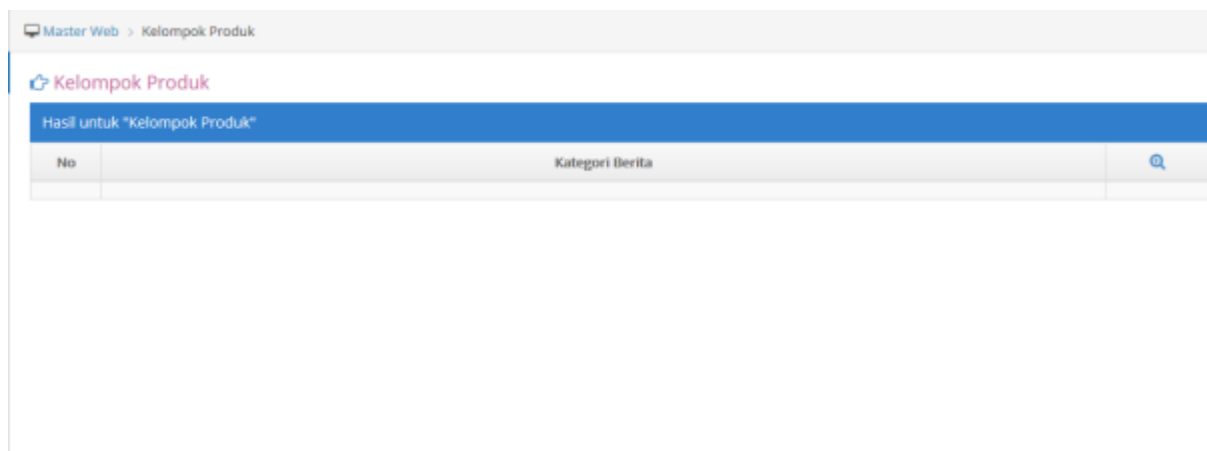 Master Web > Kelompok Produk
Kelompok Produk
Hasil untuk "Kelompok Produk"
No Kategori Berita